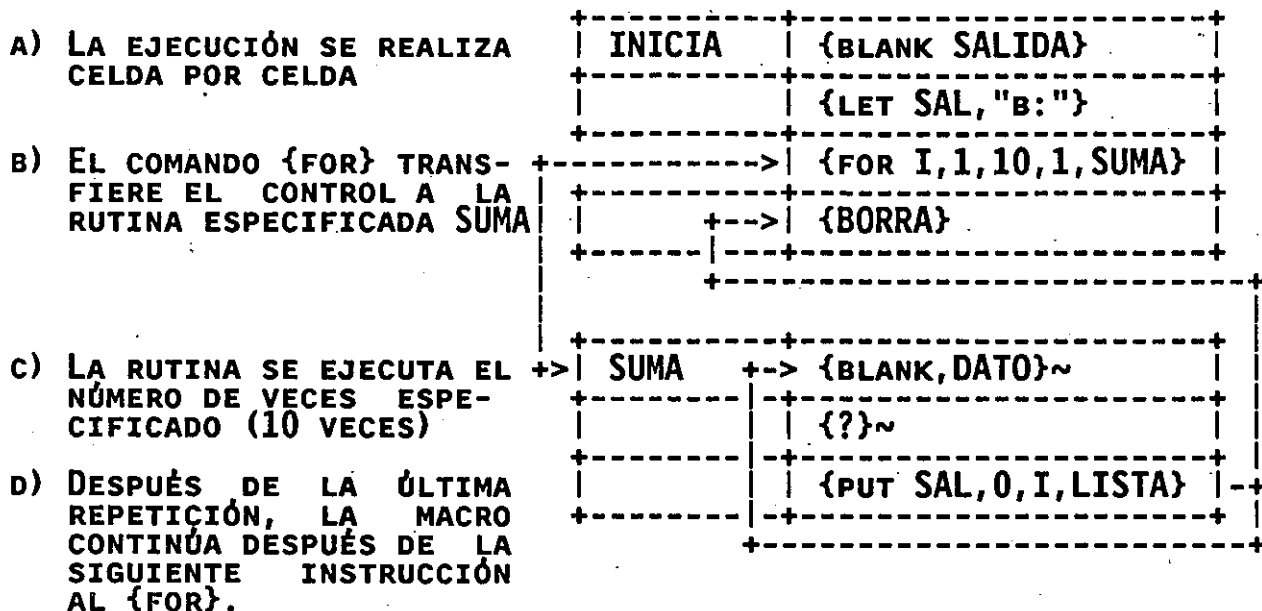 A) LA EJECUCIÓN SE REALIZA
CELDA POR CELDA
B) EL COMANDO {FOR} TRANS-
FIERE EL CONTROL A LA
RUTINA ESPECIFICADA SUMA
C) LA RUTINA SE EJECUTA EL
NÚMERO DE VECES ESPE-
CIFICADO (10 VECES)
D) DESPUÉS DE LA ÚLTIMA
REPETICIÓN, LA MACRO
CONTINÚA DESPUÉS DE LA
SIGUIENTE INSTRUCCIÓN
AL {FOR}.
INICIA {BLANK SALIDA}
{LET SAL,"B:"}
{FOR I,1,10,1,SUMA}
{BORRA}
SUMA {BLANK,DATO}~
{?}~
{PUT SAL,0,I,LISTA}